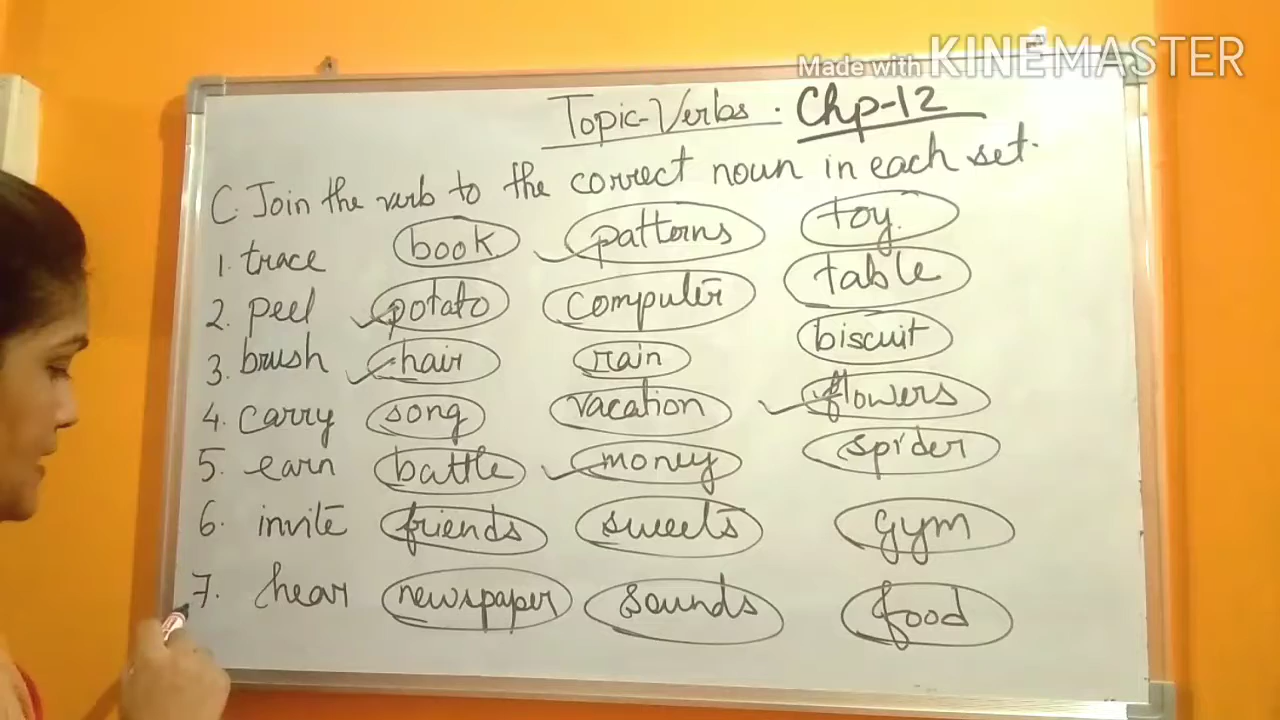 Made with KINEMASTER
Topic-Verbs. Chp-12
C. Join the verb to the correct noun in each set.
1. trace book patterns toy.
2. peel potato computer table
3. brush hair rain biscuit
4. carry song vacation flowers
5. earn battle money spider
6. invite friends sweets gym
7. hear newspaper sounds food